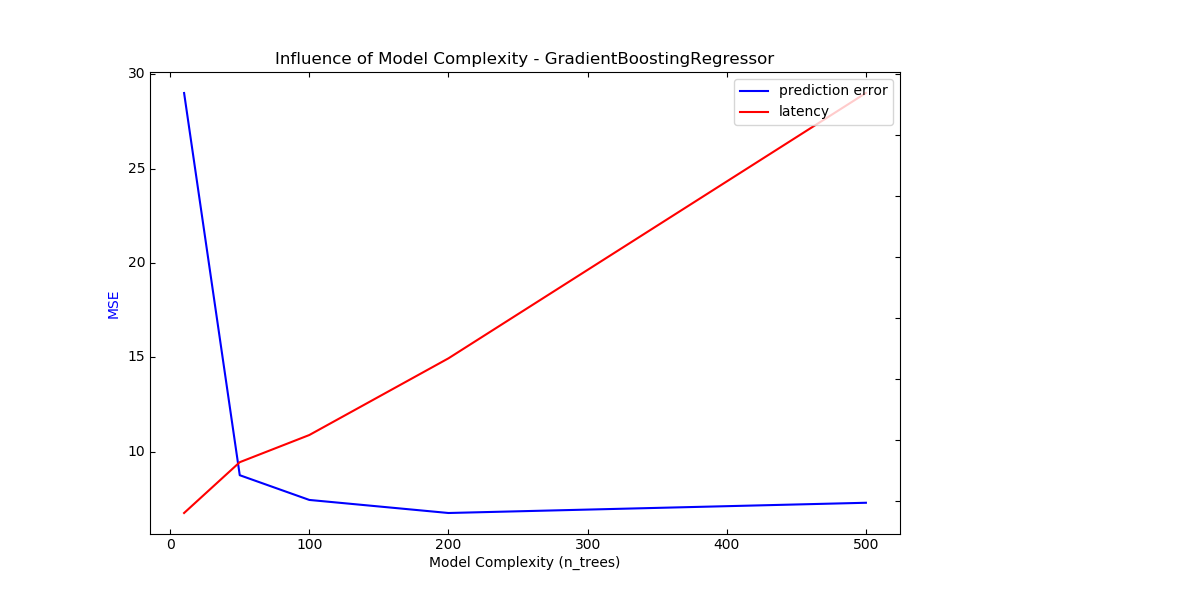 Influence of Model Complexity - GradientBoostingRegressor
prediction error
latency
30
25
20
15
10
MSE
0 100 200 300 400 500
Model Complexity (n_trees)